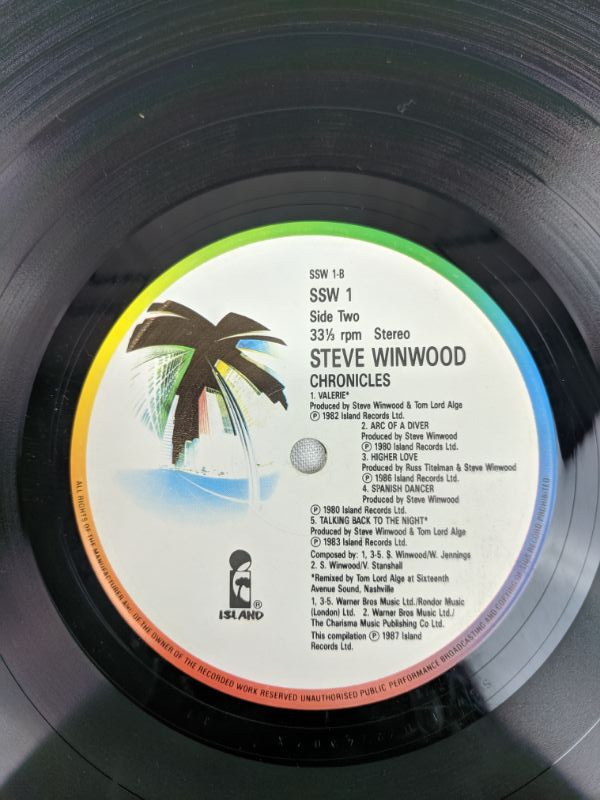 SSW 1-B
SSW 1
Side Two
33⅓ rpm Stereo
STEVE WINWOOD
CHRONICLES
1. VALERIE*
Produced by Steve Winwood & Tom Lord Alge
Ⓟ 1982 Island Records Ltd.
2. ARC OF A DIVER
Produced by Steve Winwood
Ⓟ 1980 Island Records Ltd.
3. HIGHER LOVE
Produced by Russ Titelman & Steve Winwood
Ⓟ 1986 Island Records Ltd.
4. SPANISH DANCER
Produced by Steve Winwood
Ⓟ 1980 Island Records Ltd.
5. TALKING BACK TO THE NIGHT*
Produced by Steve Winwood & Tom Lord Alge
Ⓟ 1983 Island Records Ltd.
Composed by: 1, 3-5. S. Winwood/W. Jennings
2. S. Winwood/V. Stanshall
*Remixed by Tom Lord Alge at Sixteenth
Avenue Sound, Nashville
1, 3-5. Warner Bros Music Ltd./Rondor Music
(London) Ltd. 2. Warner Bros Music Ltd./
The Charisma Music Publishing Co Ltd.
This compilation Ⓟ 1987 Island
Records Ltd.
ISLAND®
ALL RIGHTS OF THE MANUFACTURER AND OF THE OWNER OF THE RECORDED WORK RESERVED UNAUTHORISED PUBLIC PERFORMANCE BROADCASTING AND COPYING OF THIS RECORD PROHIBITED